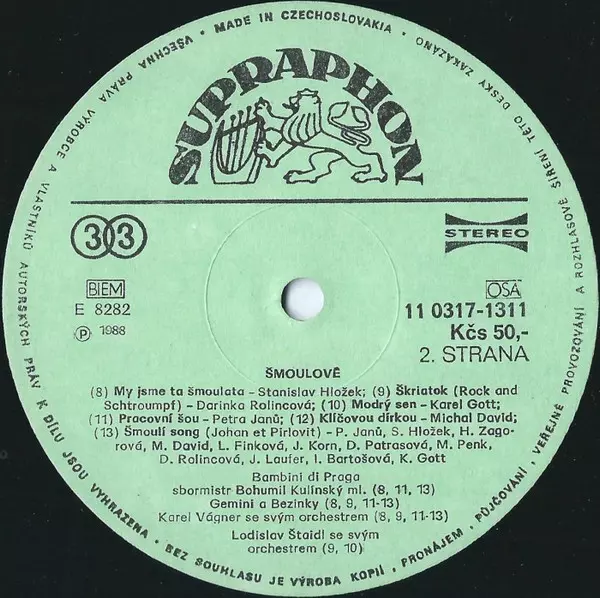 MADE IN CZECHOSLOVAKIA • VŠECHNA PRÁVA VÝROBCE A VLASTNÍKŮ AUTORSKÝCH PRÁV K DÍLU JSOU VYHRAZENA • BEZ SOUHLASU JE VÝROBA KOPIÍ, PRONÁJEM, PŮJČOVÁNÍ, VEŘEJNÉ PROVOZOVÁNÍ A ROZHLASOVÉ ŠÍŘENÍ TÉTO DESKY ZAKÁZÁNO •
SUPRAPHON
33
STEREO
BIEM
OSA
E 8282
11 0317-1311
Ⓟ 1988
Kčs 50,-
2. STRANA
ŠMOULOVÉ
(8) My jsme ta šmoulata – Stanislav Hložek; (9) Škriatok (Rock and
Schtroumpf) – Darinka Rolincová; (10) Modrý sen – Karel Gott;
(11) Pracovní šou – Petra Janů; (12) Klíčovou dírkou – Michal David;
(13) Šmoulí song (Johan et Pirlovit) – P. Janů, S. Hložek, H. Zago-
rová, M. David, L. Finková, J. Korn, D. Patrasová, M. Penk,
D. Rolincová, J. Laufer, I. Bartošová, K. Gott
Bambini di Praga
sbormistr Bohumil Kulínský ml. (8, 11, 13)
Gemini a Bezinky (8, 9, 11-13)
Karel Vágner se svým orchestrem (8, 9, 11-13)
Ladislav Štaidl se svým
orchestrem (9, 10)